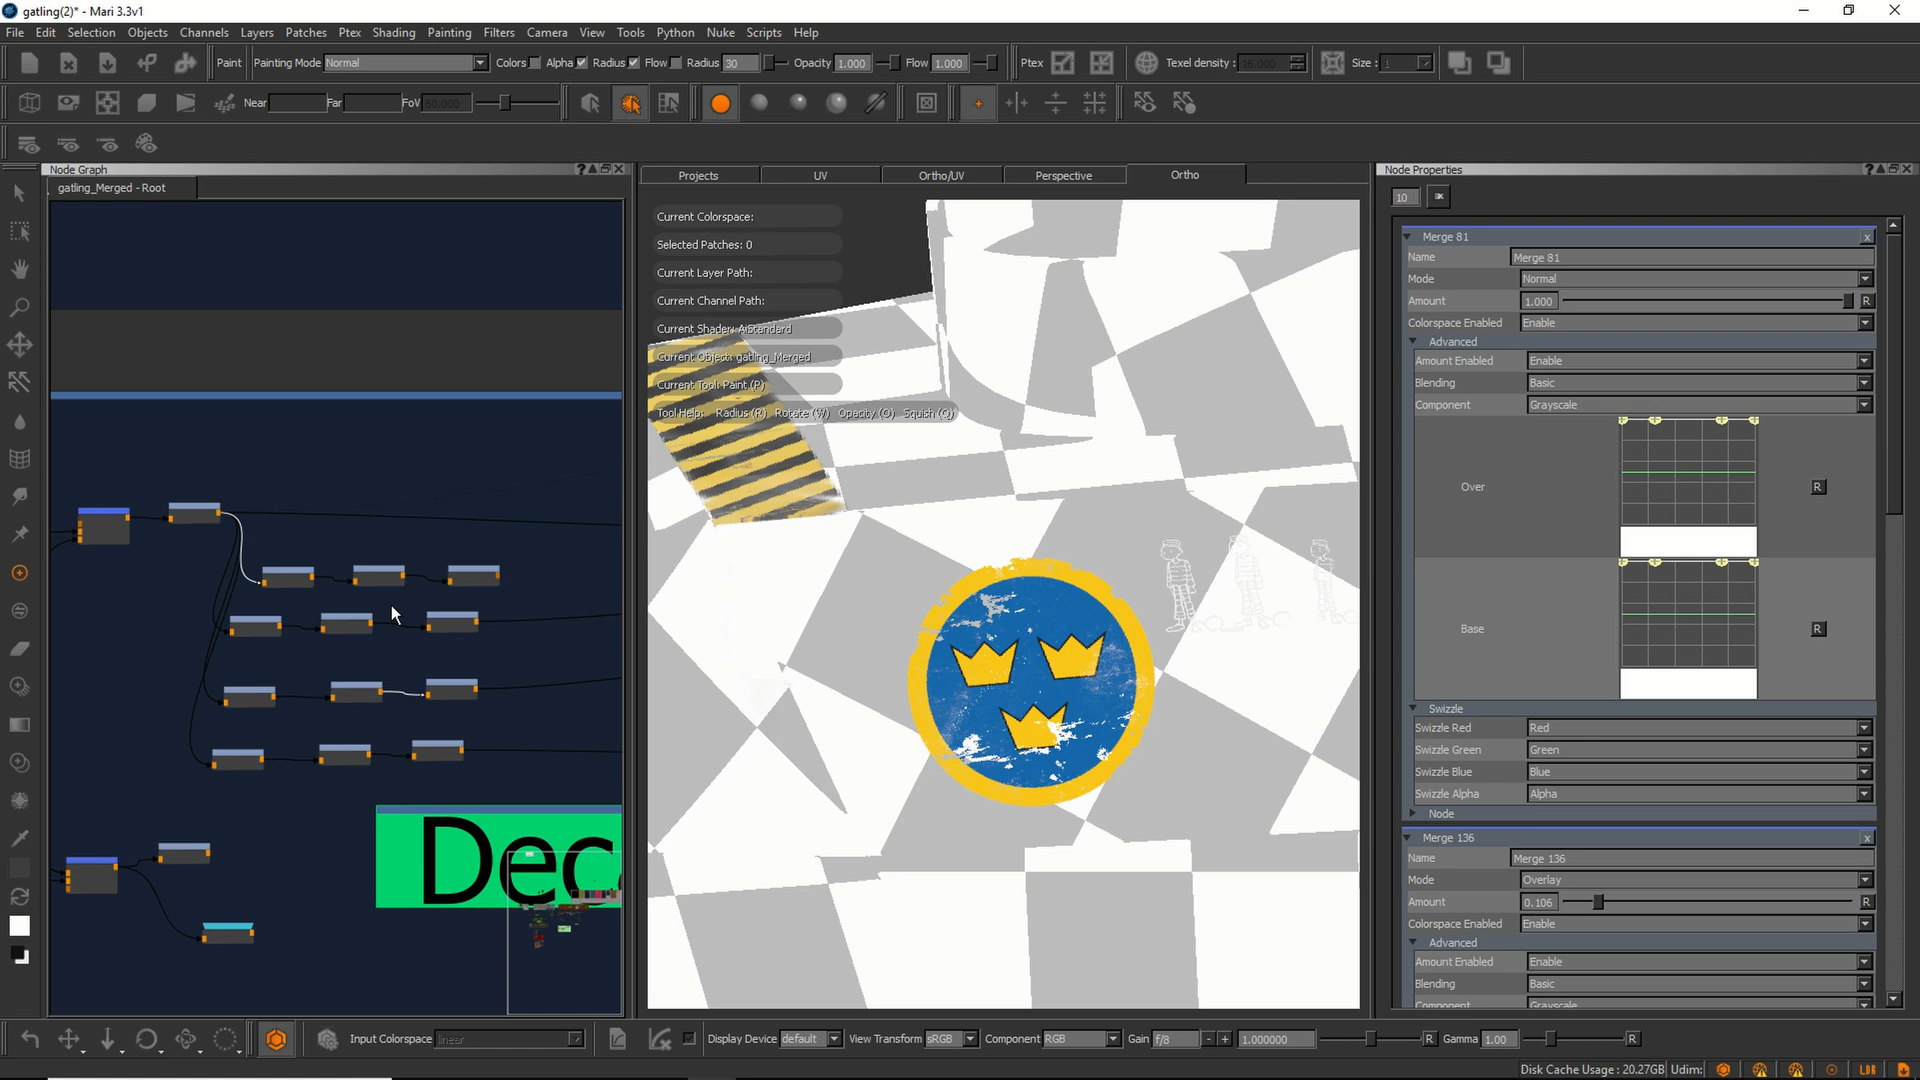 gatling(2)* - Mari 3.3v1
File Edit Selection Objects Channels Layers Patches Ptex Shading Painting Filters Camera View Tools Python Nuke Scripts Help
Paint Painting Mode Normal Colors Alpha Radius Flow Radius 30 Opacity 1.000 Flow 1.000 Ptex Texel density : 16.000 Size : 1
Near Far FoV 60.000
Node Graph
gatling_Merged - Root
Dec
Projects UV Ortho/UV Perspective Ortho
Current Colorspace:
Selected Patches: 0
Current Layer Path:
Current Channel Path:
Current Shader: AiStandard
Current Object: gatling_Merged
Current Tool: Paint (P)
Tool Help: Radius (R) Rotate (W) Opacity (O) Squish (Q)
Node Properties
10
Merge 81
Name Merge 81
Mode Normal
Amount 1.000 R
Colorspace Enabled Enable
Advanced
Amount Enabled Enable
Blending Basic
Component Grayscale
Over R
Base R
Swizzle
Swizzle Red Red
Swizzle Green Green
Swizzle Blue Blue
Swizzle Alpha Alpha
Node
Merge 136
Name Merge 136
Mode Overlay
Amount 0.106 R
Colorspace Enabled Enable
Advanced
Amount Enabled Enable
Blending Basic
Component Grayscale
Input Colorspace linear Display Device default View Transform sRGB Component RGB Gain f/8 - + 1.000000 R Gamma 1.00 R
Disk Cache Usage : 20.27GB Udim: LDR